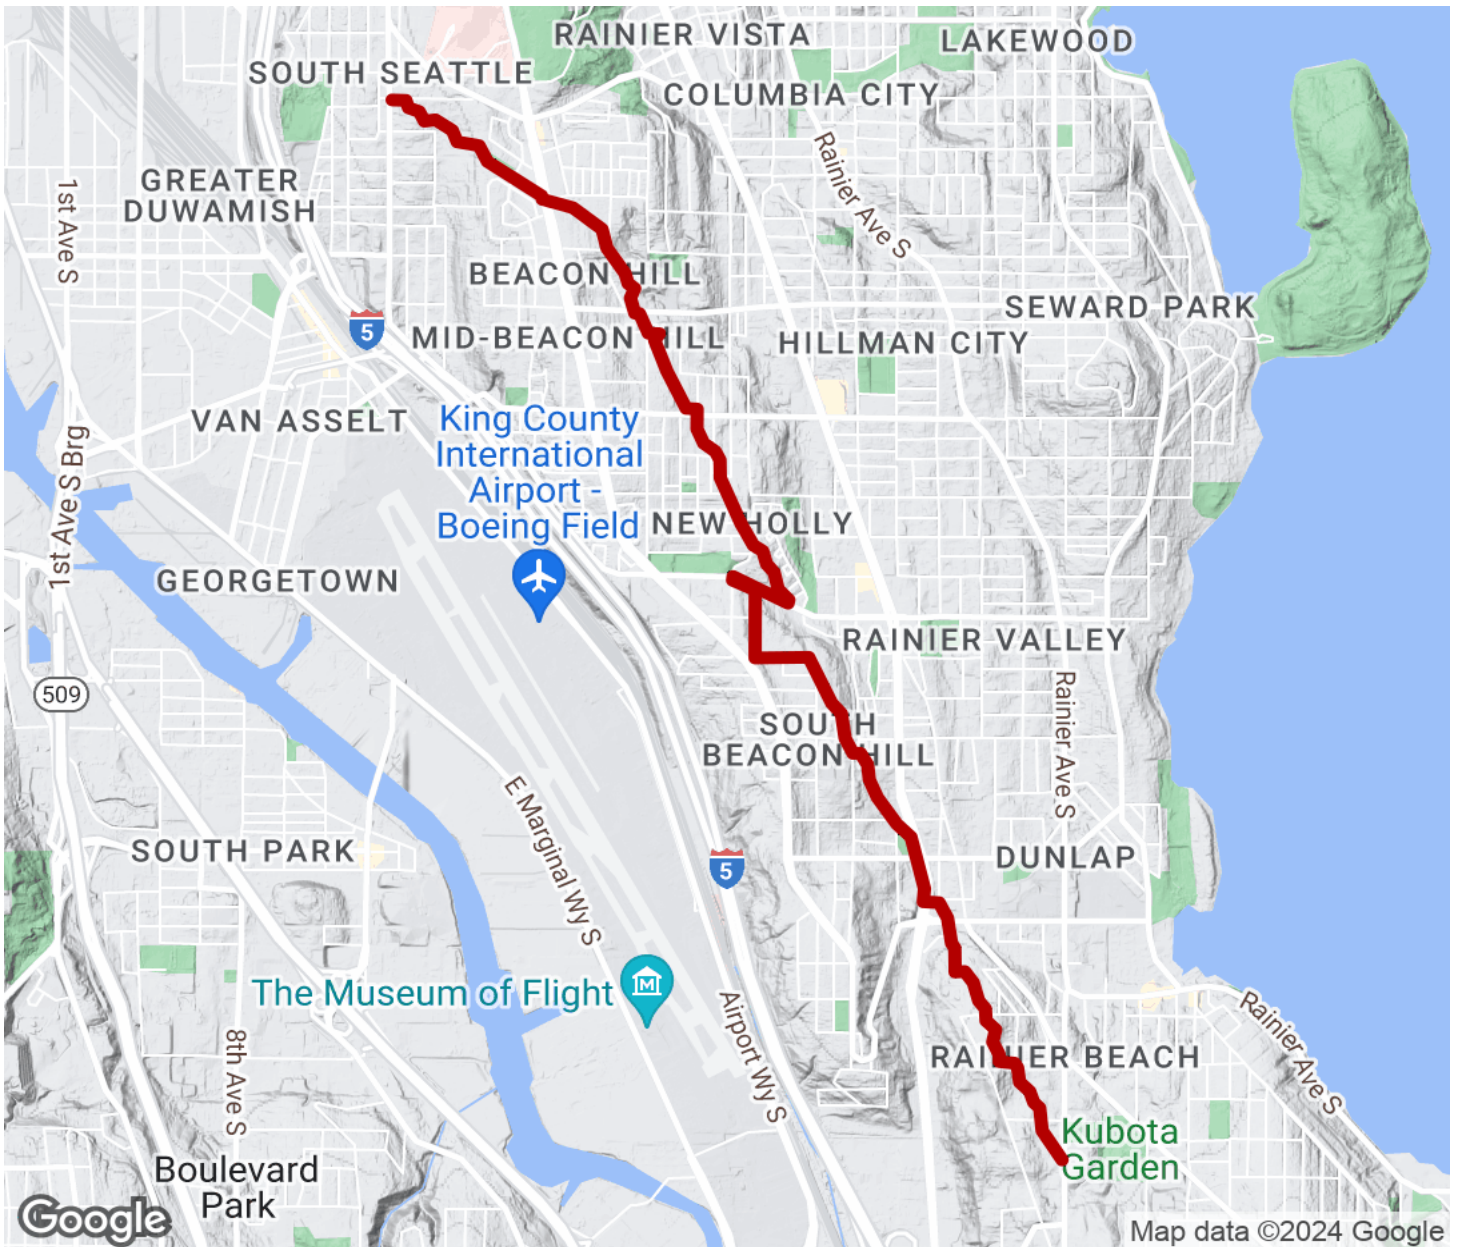 RAINIER VISTA
LAKEWOOD
SOUTH SEATTLE
COLUMBIA CITY
Rainier Ave S
GREATER
DUWAMISH
1st Ave S
BEACON HILL
SEWARD PARK
5
MID-BEACON HILL
HILLMAN CITY
VAN ASSELT
King County
International
Airport -
Boeing Field
1st Ave S Brg
NEW HOLLY
GEORGETOWN
RAINIER VALLEY
509
Rainier Ave S
SOUTH
BEACON HILL
E Marginal Wy S
SOUTH PARK
5
DUNLAP
The Museum of Flight
M
Airport Wy S
Rainier Ave S
8th Ave S
RAINIER BEACH
Kubota
Garden
Boulevard
Park
Google
Map data ©2024 Google